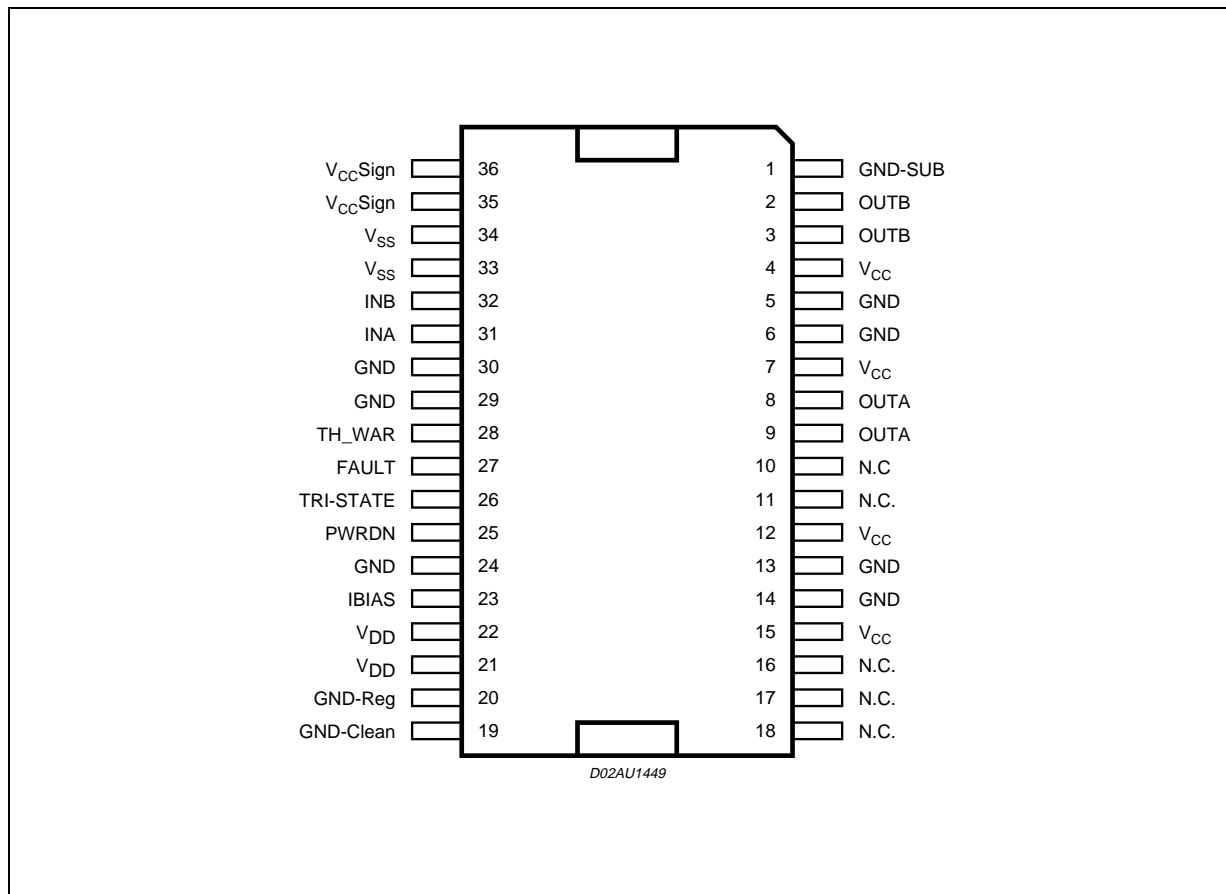 VCCSign 36 1 GND-SUB
VCCSign 35 2 OUTB
VSS 34 3 OUTB
VSS 33 4 VCC
INB 32 5 GND
INA 31 6 GND
GND 30 7 VCC
GND 29 8 OUTA
TH_WAR 28 9 OUTA
FAULT 27 10 N.C
TRI-STATE 26 11 N.C.
PWRDN 25 12 VCC
GND 24 13 GND
IBIAS 23 14 GND
VDD 22 15 VCC
VDD 21 16 N.C.
GND-Reg 20 17 N.C.
GND-Clean 19 18 N.C.
D02AU1449